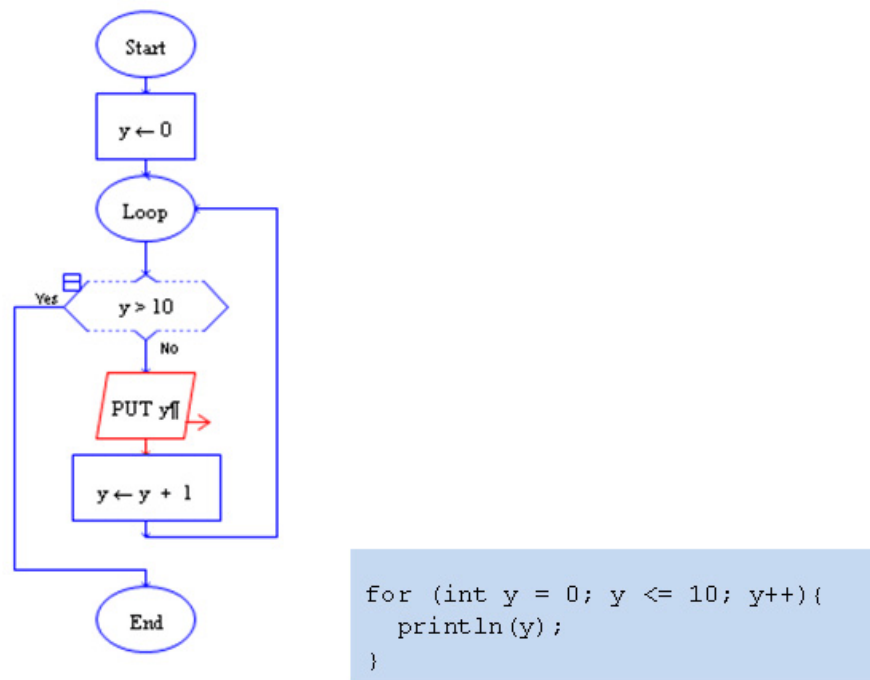 Start
y ← 0
Loop
y > 10
Yes
No
PUT y¶
y ← y + 1
End
for (int y = 0; y <= 10; y++){
  println(y);
}